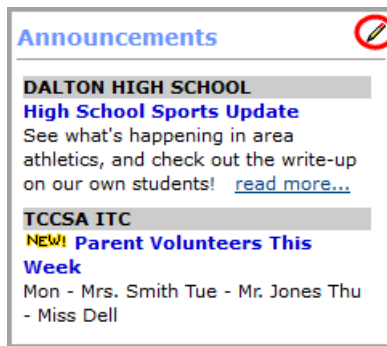 Announcements
DALTON HIGH SCHOOL
High School Sports Update
See what's happening in area
athletics, and check out the write-up
on our own students!   read more...
TCCSA ITC
NEW! Parent Volunteers This
Week
Mon - Mrs. Smith Tue - Mr. Jones Thu
- Miss Dell